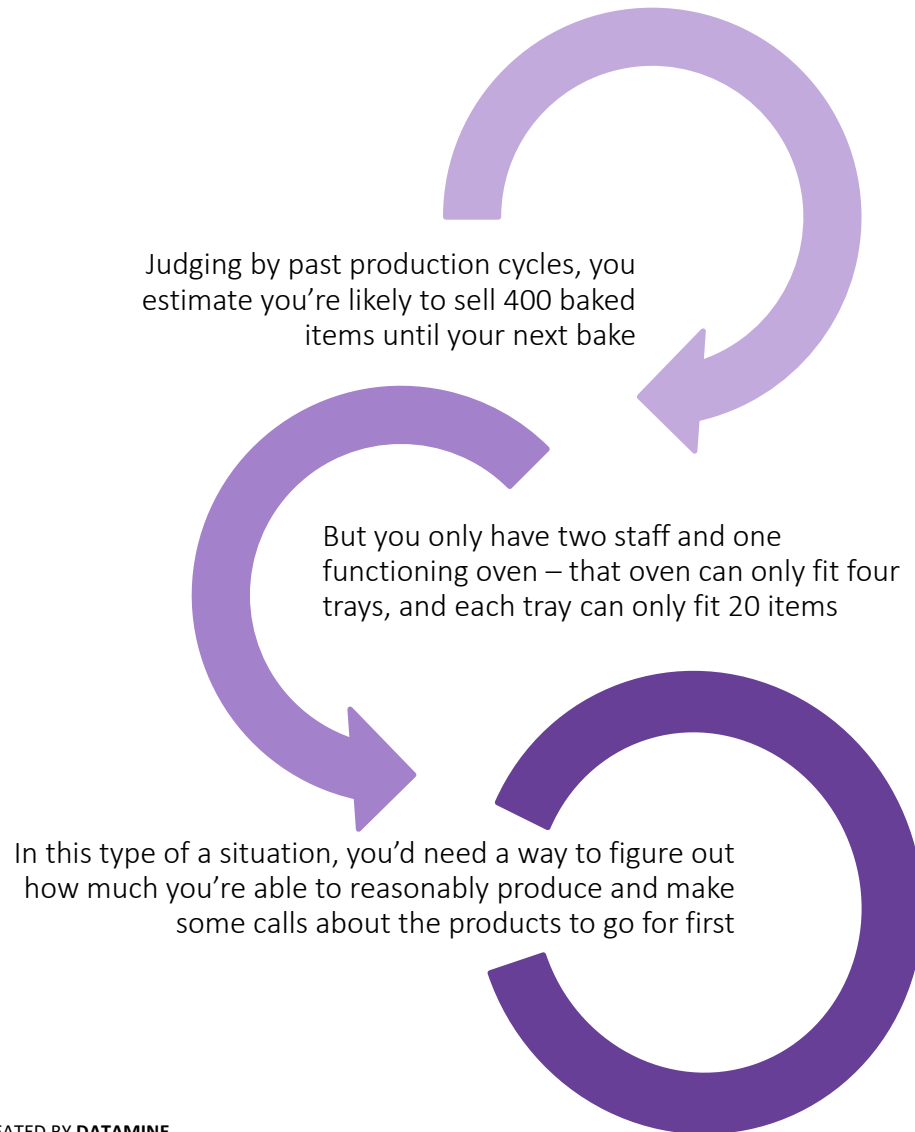 Judging by past production cycles, you
estimate you’re likely to sell 400 baked
items until your next bake
But you only have two staff and one
functioning oven – that oven can only fit four
trays, and each tray can only fit 20 items
In this type of a situation, you’d need a way to figure out
how much you’re able to reasonably produce and make
some calls about the products to go for first
BY DATAMINE